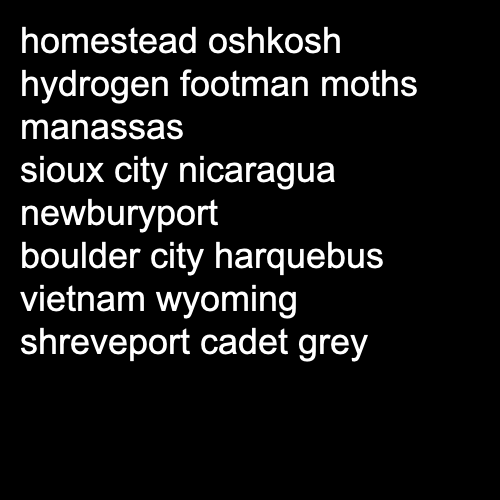 homestead oshkosh
hydrogen footman moths
manassas
sioux city nicaragua
newburyport
boulder city harquebus
vietnam wyoming
shreveport cadet grey